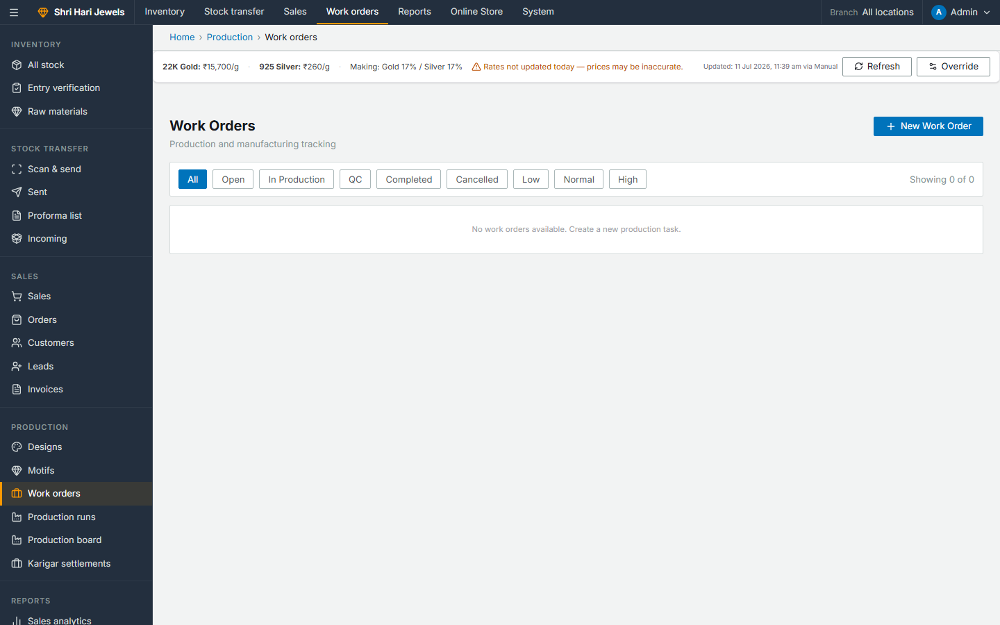 Shri Hari Jewels
Inventory
Stock transfer
Sales
Work orders
Reports
Online Store
System
Branch All locations
A Admin
INVENTORY
All stock
Entry verification
Raw materials
STOCK TRANSFER
Scan & send
Sent
Proforma list
Incoming
SALES
Sales
Orders
Customers
Leads
Invoices
PRODUCTION
Designs
Motifs
Work orders
Production runs
Production board
Karigar settlements
REPORTS
Sales analytics
Home › Production › Work orders
22K Gold: ₹15,700/g · 925 Silver: ₹260/g · Making: Gold 17% / Silver 17% Rates not updated today — prices may be inaccurate. Updated: 11 Jul 2026, 11:39 am via Manual Refresh Override
Work Orders
Production and manufacturing tracking
New Work Order
All Open In Production QC Completed Cancelled Low Normal High Showing 0 of 0
No work orders available. Create a new production task.